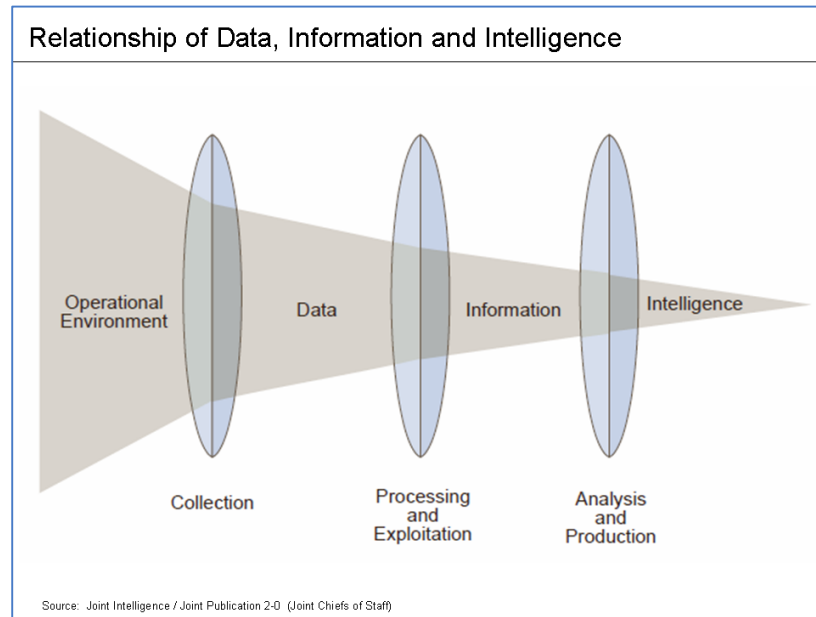 Relationship of Data, Information and Intelligence
Operational
Environment
Data
Information
Intelligence
Collection
Processing
and
Exploitation
Analysis
and
Production
Source:  Joint Intelligence / Joint Publication 2-0  (Joint Chiefs of Staff)